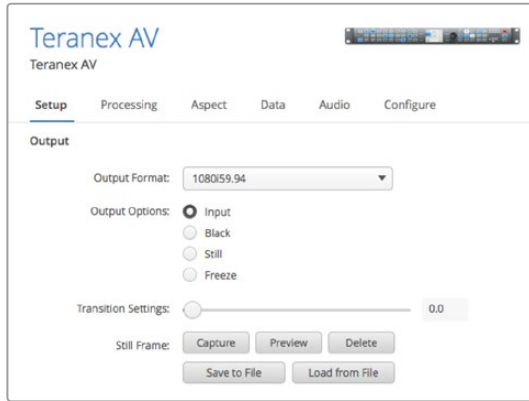 Teranex AV
Teranex AV
Setup Processing Aspect Data Audio Configure
Output
Output Format: 1080i59.94
Output Options: Input
Black
Still
Freeze
Transition Settings: 0.0
Still Frame: Capture Preview Delete
Save to File Load from File